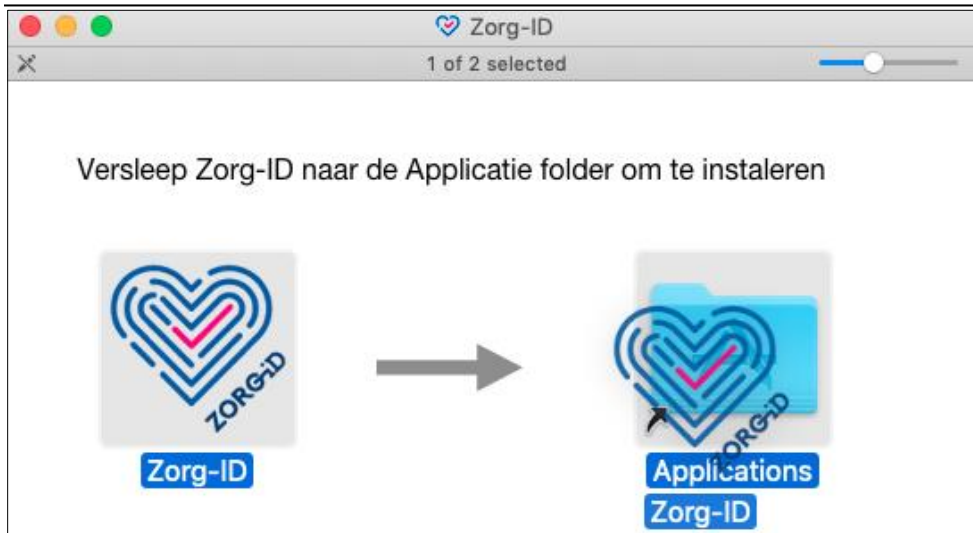 Zorg-ID
1 of 2 selected
Versleep Zorg-ID naar de Applicatie folder om te instaleren
ZORG-iD
ZORG-iD
Zorg-ID
Applications
Zorg-ID